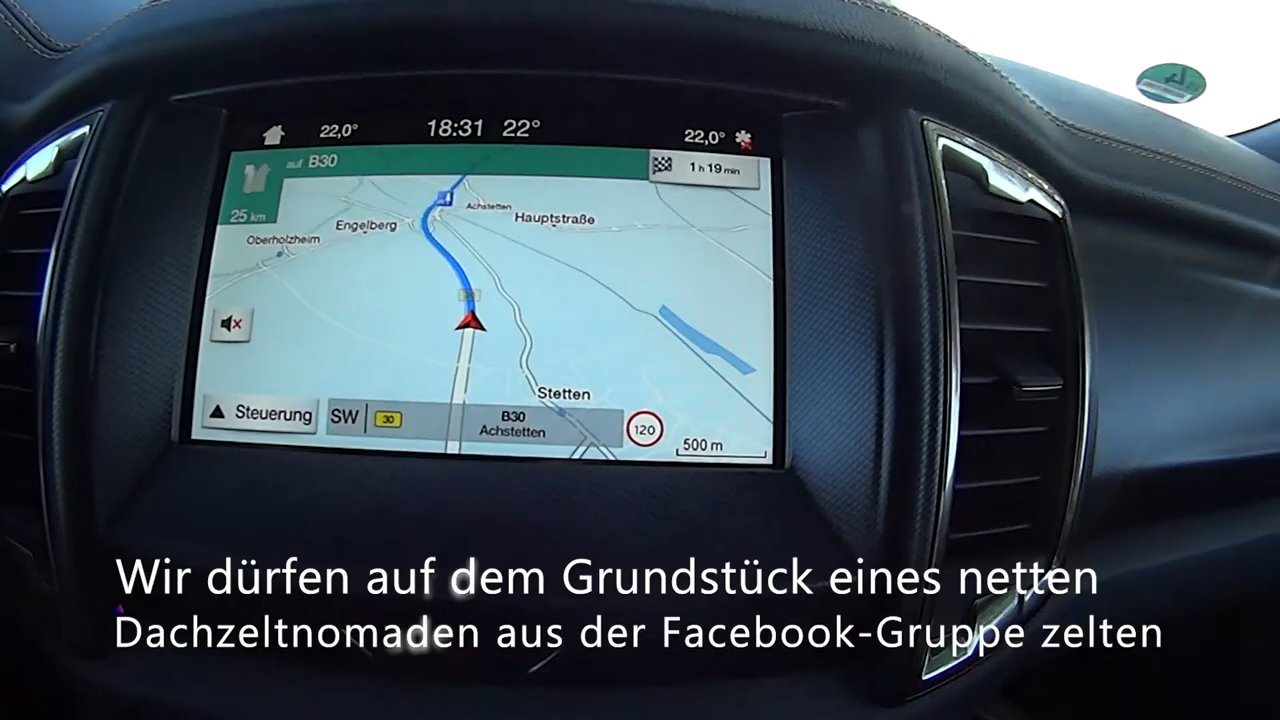 22,0° 18:31 22° 22,0°
auf B30
1 h 19 min
25 km
Achstetten
Engelberg
Hauptstraße
Oberholzheim
Stetten
Steuerung
SW 30 B30
Achstetten
120
500 m
Wir dürfen auf dem Grundstück eines netten
Dachzeltnomaden aus der Facebook-Gruppe zelten